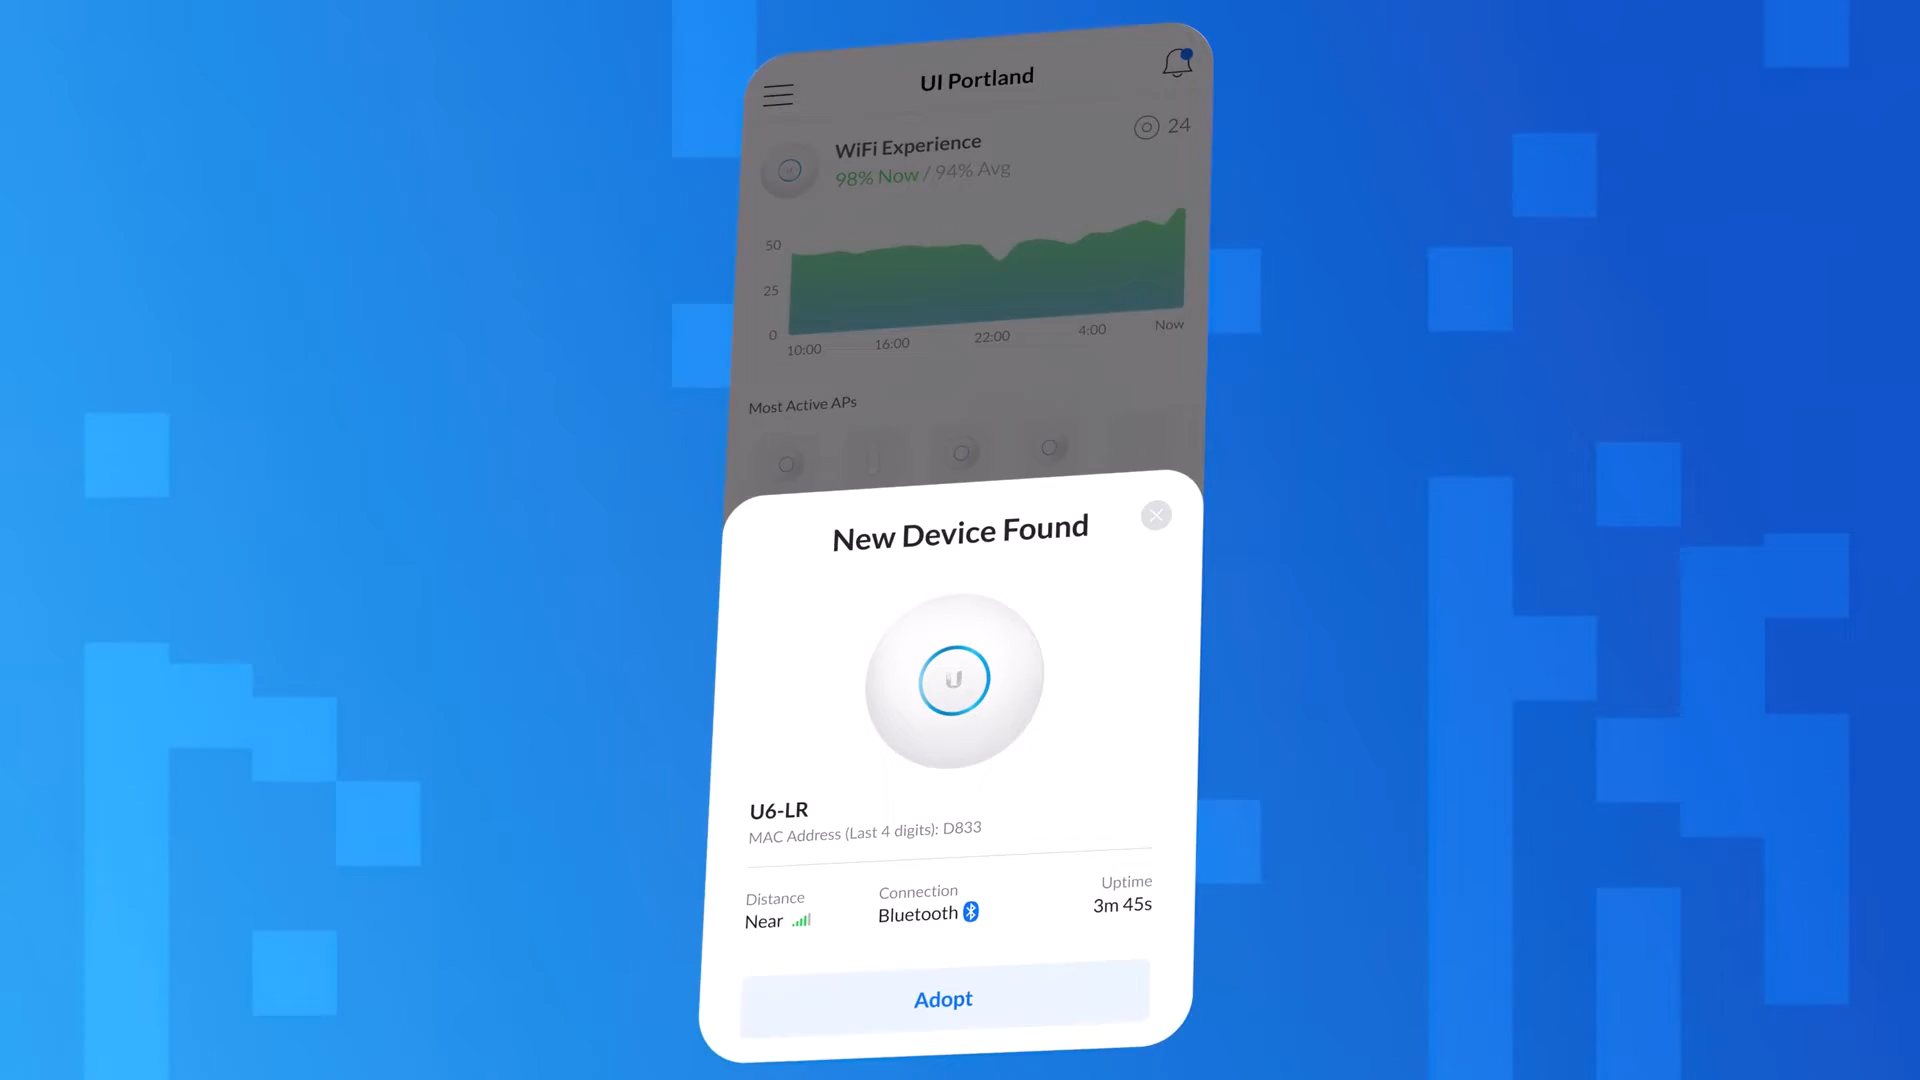 UI Portland
24
WiFi Experience
98% Now / 94% Avg
50
25
0
10:00
16:00
22:00
4:00
Now
Most Active APs
New Device Found
U
U6-LR
MAC Address (Last 4 digits): D833
Distance
Near
Connection
Bluetooth
Uptime
3m 45s
Adopt